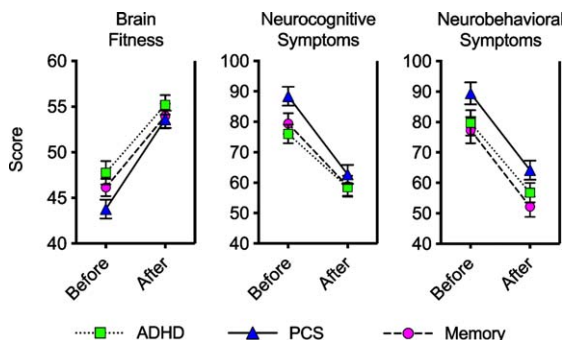 Brain
Fitness
Neurocognitive
Symptoms
Neurobehavioral
Symptoms
Score
60
55
50
45
40
Before
After
100
90
80
70
60
50
40
Before
After
100
90
80
70
60
50
40
Before
After
ADHD
PCS
Memory